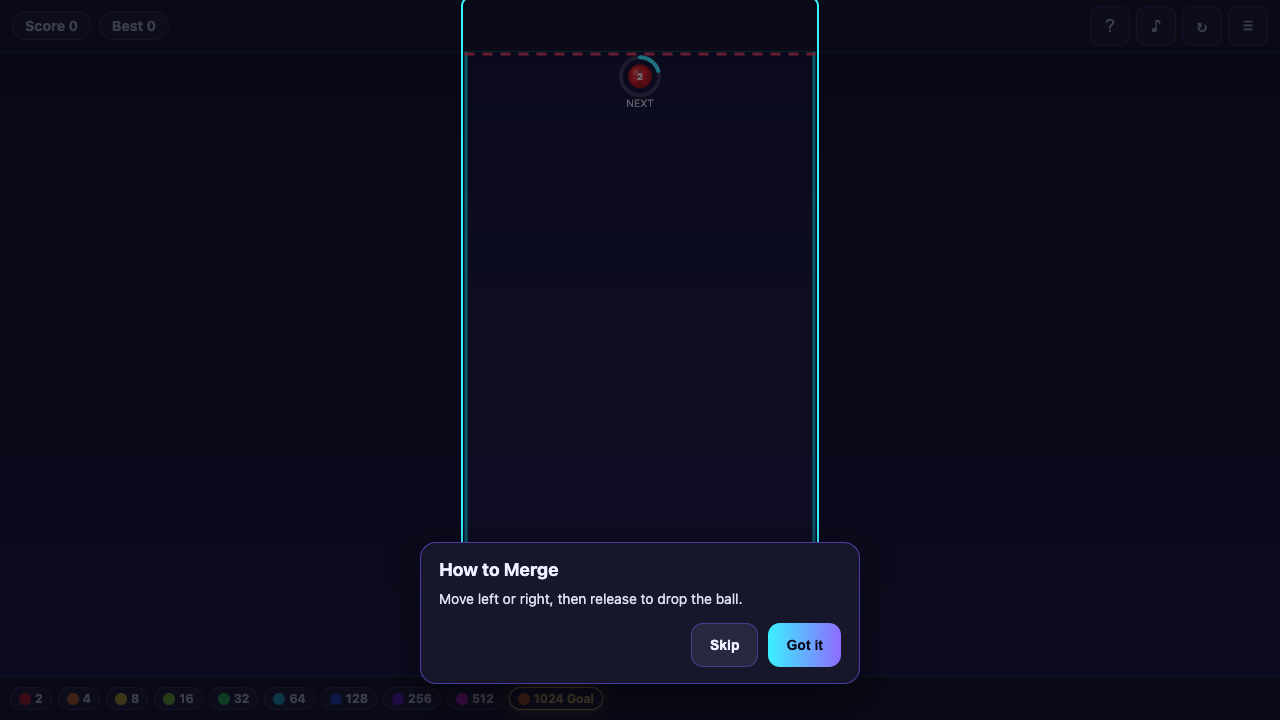 Score 0
Best 0
?
2
NEXT
How to Merge
Move left or right, then release to drop the ball.
Skip
Got it
2
4
8
16
32
64
128
256
512
1024 Goal